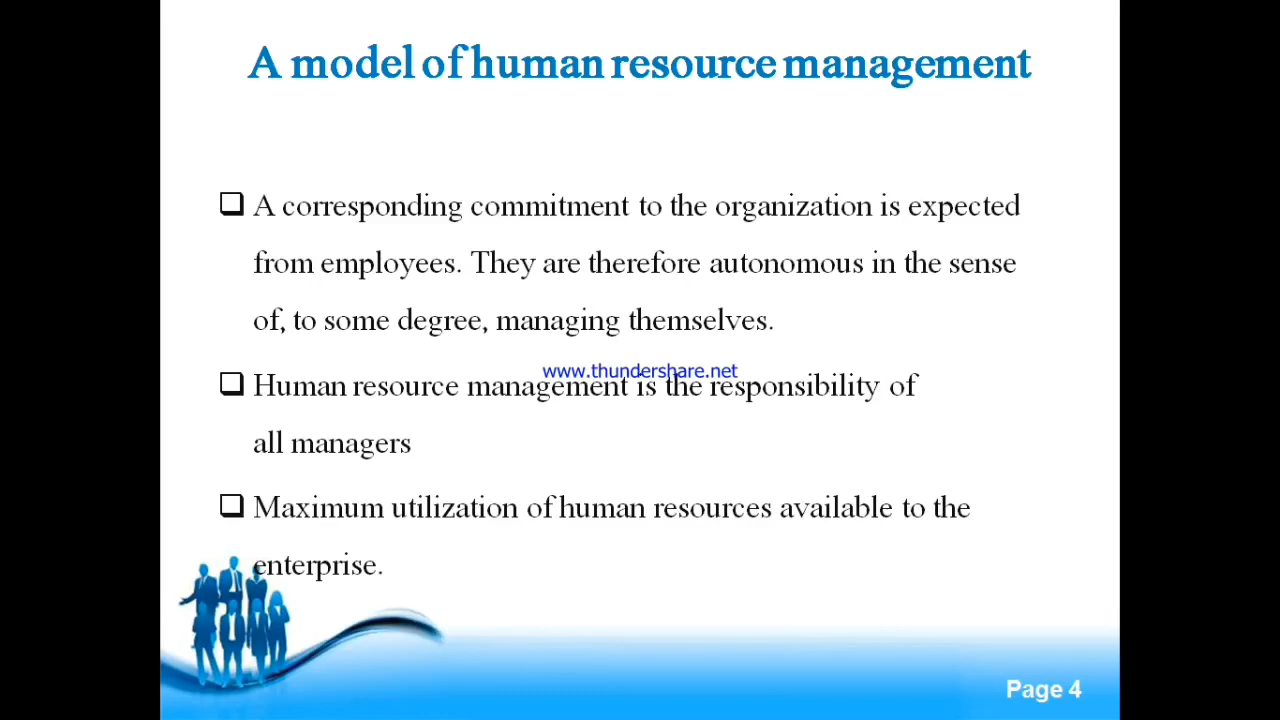 A model of human resource management
A corresponding commitment to the organization is expected
from employees. They are therefore autonomous in the sense
of, to some degree, managing themselves.
www.thundershare.net
Human resource management is the responsibility of
all managers
Maximum utilization of human resources available to the
enterprise.
Page 4